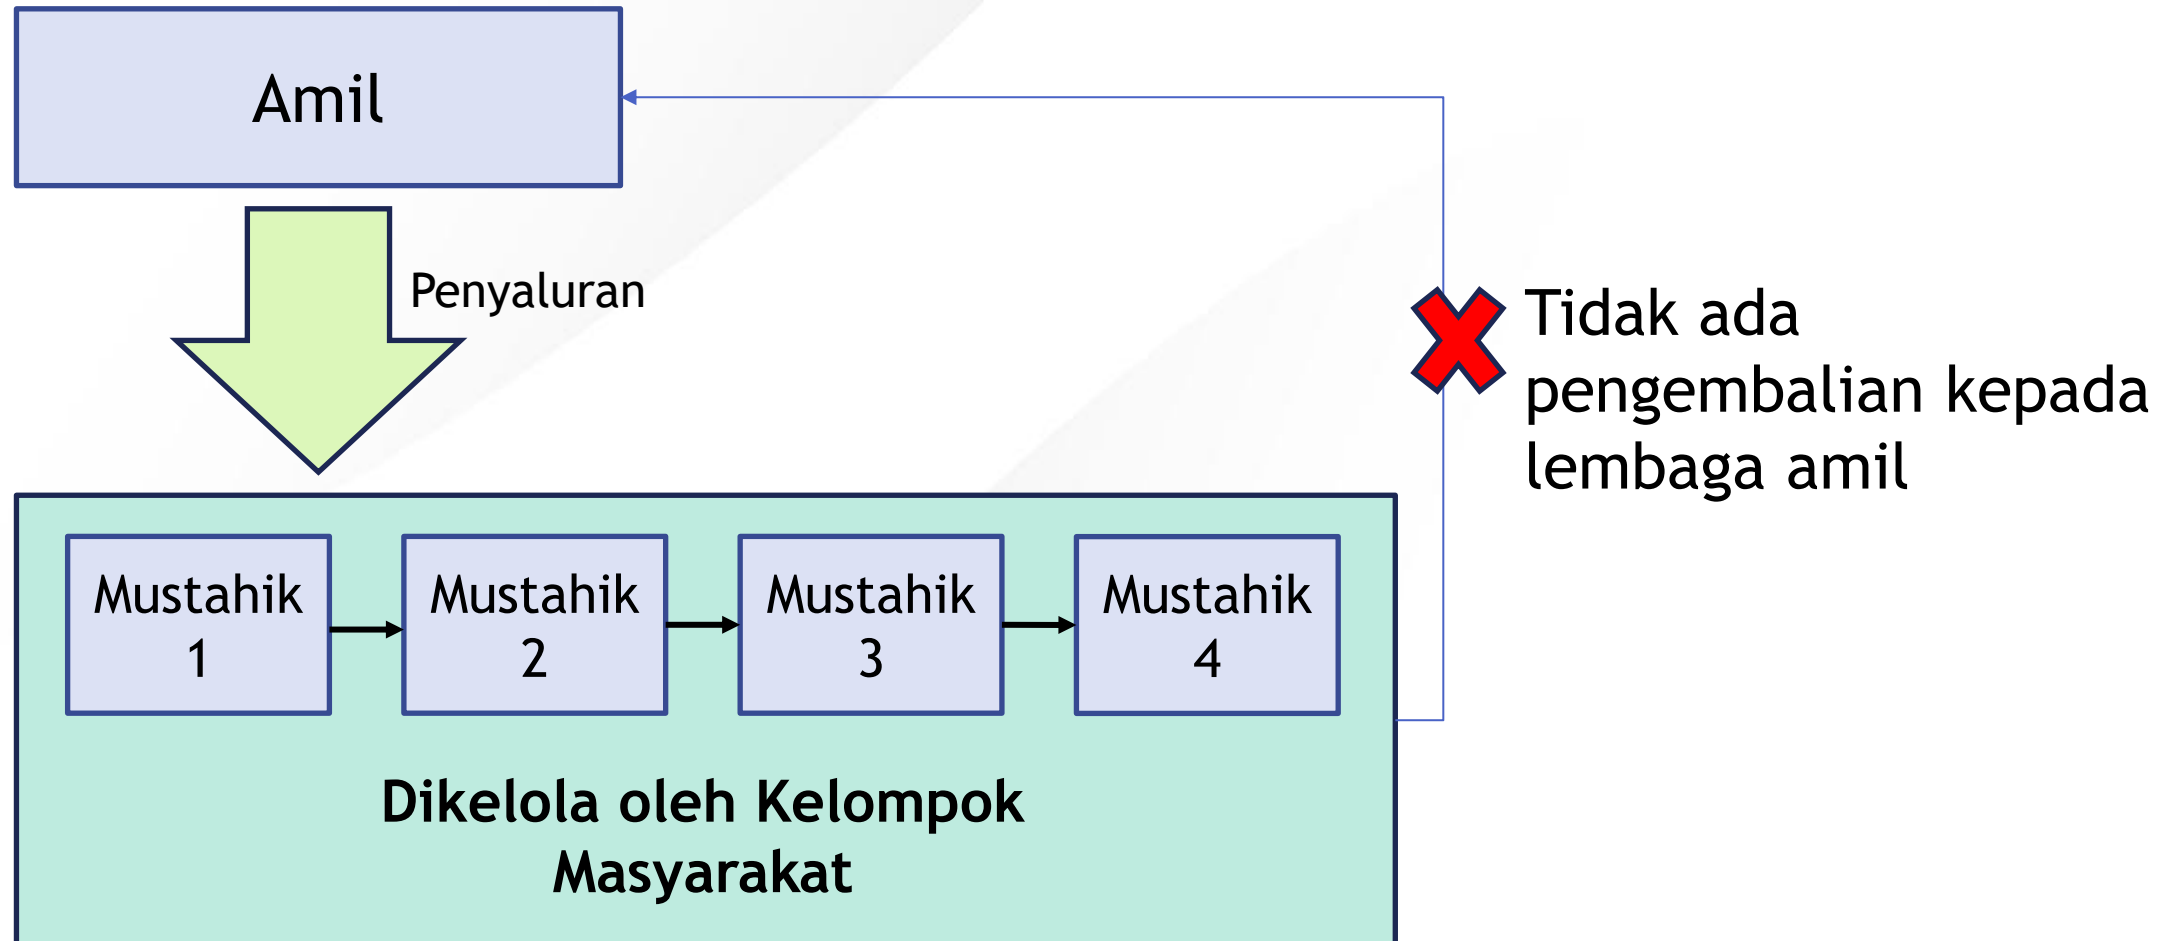 Amil
Penyaluran
Tidak ada
pengembalian kepada
lembaga amil
Mustahik
1
Mustahik
2
Mustahik
3
Mustahik
4
Dikelola oleh Kelompok
Masyarakat